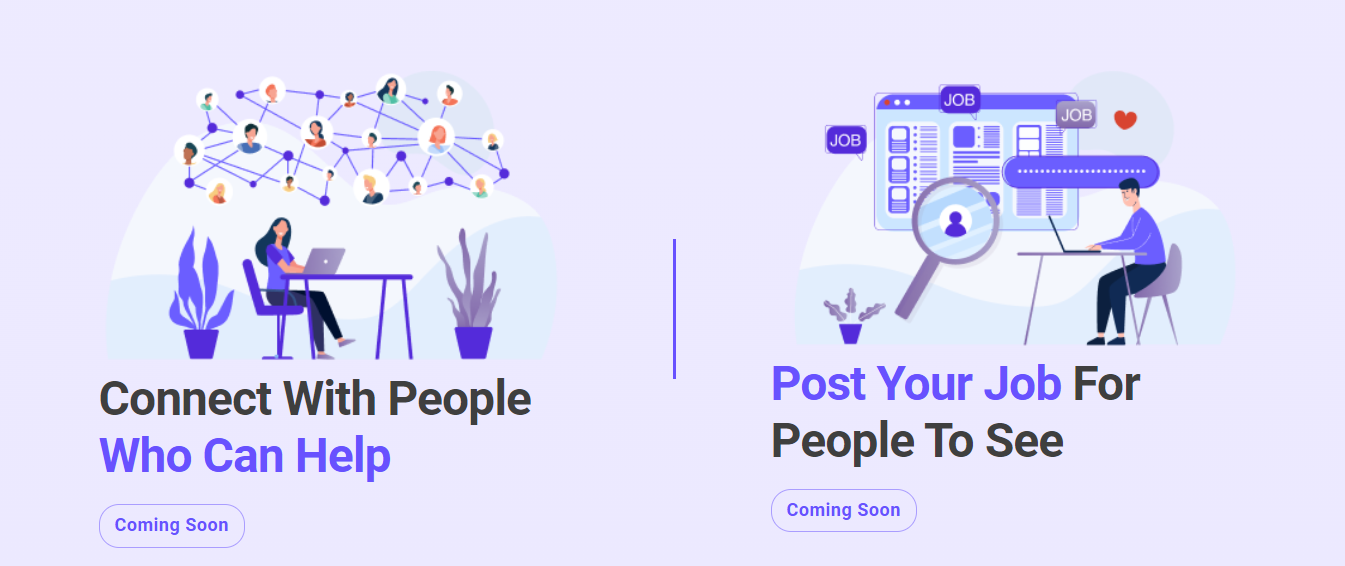 Connect With People
Who Can Help
Coming Soon
JOB
JOB
JOB
Post Your Job For
People To See
Coming Soon